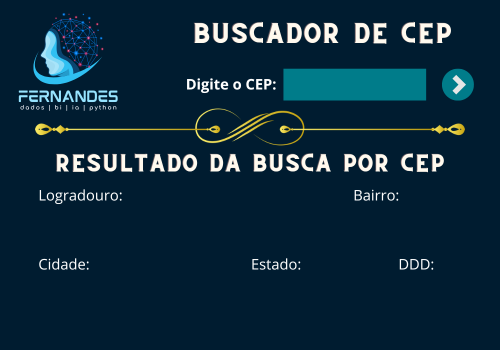 BUSCADOR DE CEP
Digite o CEP:
FERNANDES
dados | bi | ia | python
RESULTADO DA BUSCA POR CEP
Logradouro: Bairro:
Cidade: Estado: DDD: